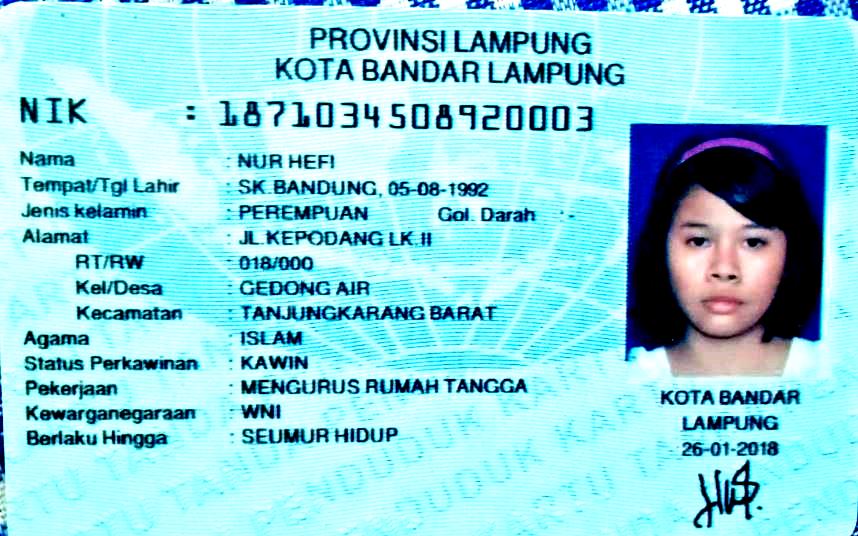 PROVINSI LAMPUNG
KOTA BANDAR LAMPUNG
NIK : 1871034508920003
Nama : NUR HEFI
Tempat/Tgl Lahir : SK.BANDUNG, 05-08-1992
Jenis kelamin : PEREMPUAN Gol. Darah : -
Alamat : JL.KEPODANG LK.II
RT/RW : 018/000
Kel/Desa : GEDONG AIR
Kecamatan : TANJUNGKARANG BARAT
Agama : ISLAM
Status Perkawinan : KAWIN
Pekerjaan : MENGURUS RUMAH TANGGA
Kewarganegaraan : WNI
Berlaku Hingga : SEUMUR HIDUP
KOTA BANDAR
LAMPUNG
26-01-2018